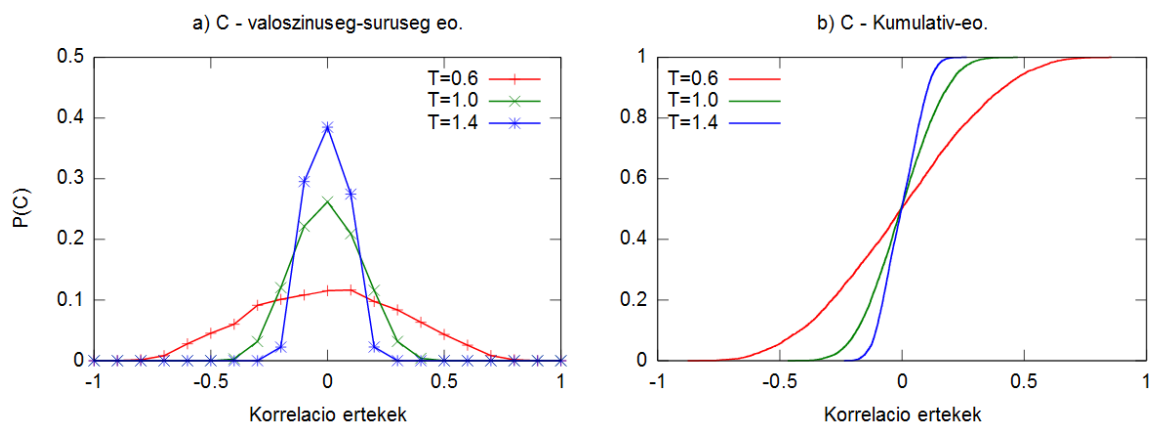 a) C - valoszinuseg-suruseg eo.
0.5
0.4
0.3
0.2
0.1
0
P(C)
T=0.6
T=1.0
T=1.4
-1
-0.5
0
0.5
1
Korrelacio ertekek
b) C - Kumulativ-eo.
1
0.8
0.6
0.4
0.2
0
T=0.6
T=1.0
T=1.4
-1
-0.5
0
0.5
1
Korrelacio ertekek